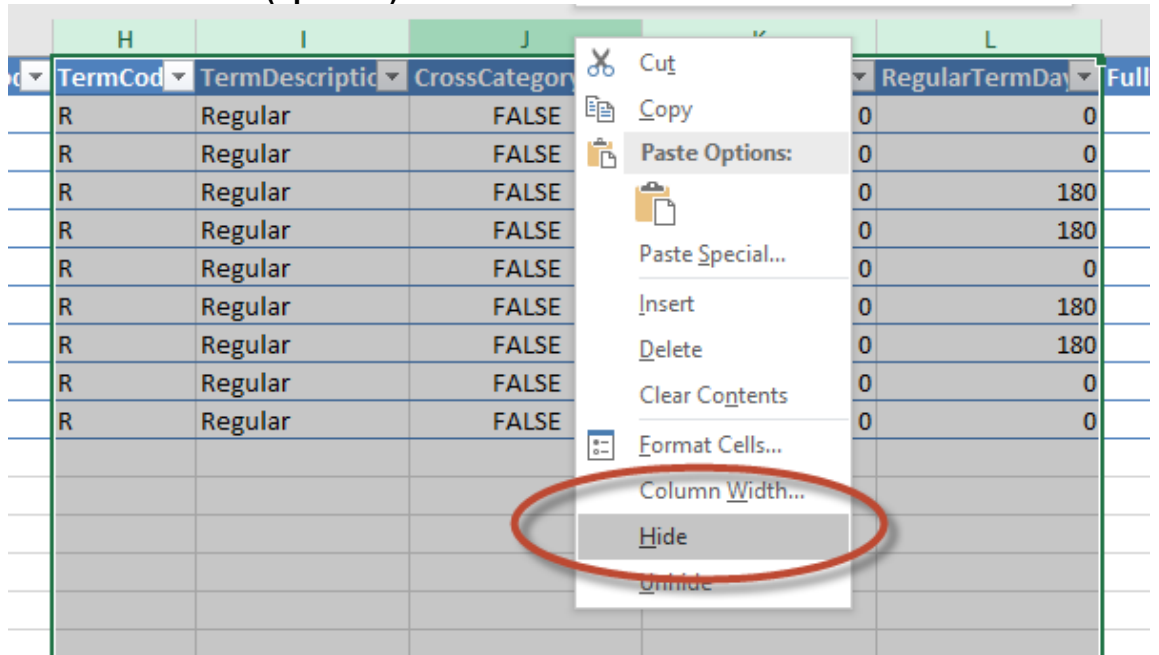 H I J K L
TermCod TermDescriptic CrossCategory RegularTermDay Full
R Regular FALSE 0 0
R Regular FALSE 0 0
R Regular FALSE 0 180
R Regular FALSE 0 180
R Regular FALSE 0 0
R Regular FALSE 0 180
R Regular FALSE 0 180
R Regular FALSE 0 0
R Regular FALSE 0 0
Cut
Copy
Paste Options:
Paste Special...
Insert
Delete
Clear Contents
Format Cells...
Column Width...
Hide
Unhide